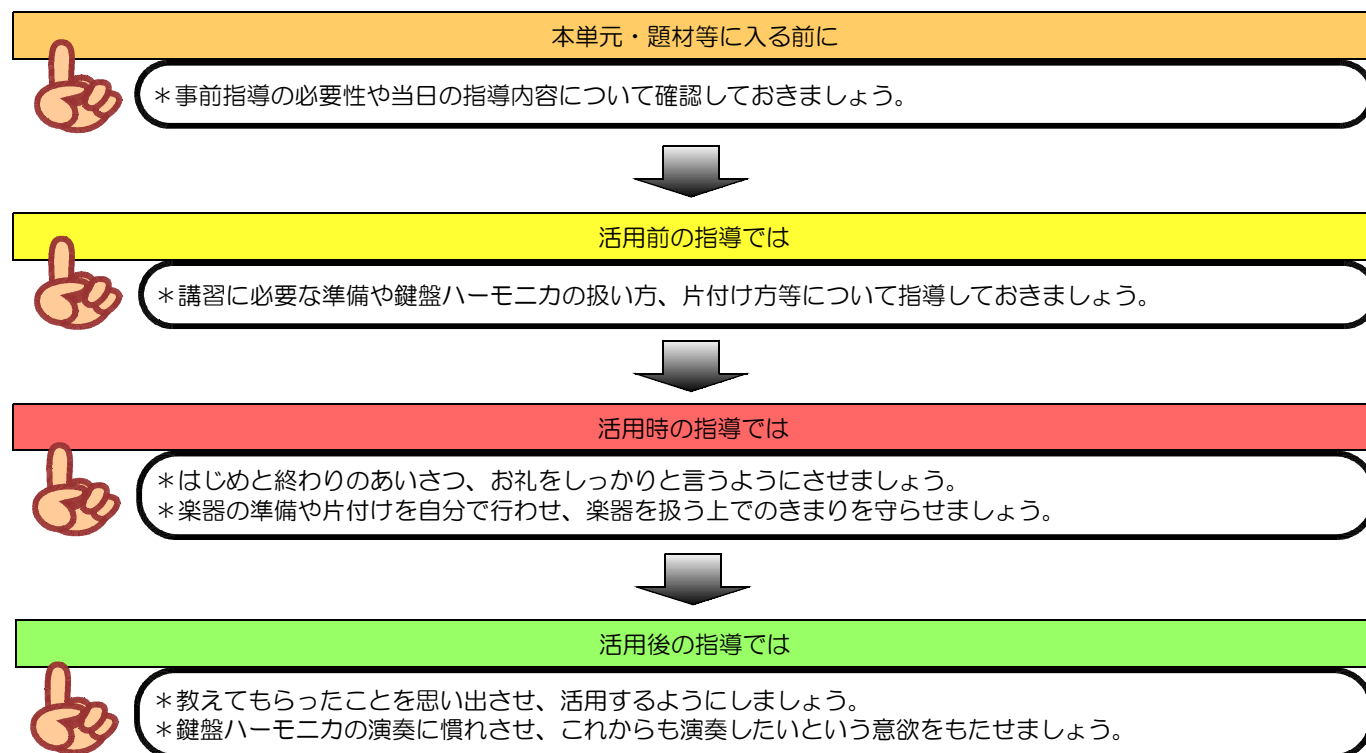 本単元・題材等に入る前に
＊事前指導の必要性や当日の指導内容について確認しておきましょう。
活用前の指導では
＊講習に必要な準備や鍵盤ハーモニカの扱い方、片付け方等について指導しておきましょう。
活用時の指導では
＊はじめと終わりのあいさつ、お礼をしっかりと言うようにさせましょう。
＊楽器の準備や片付けを自分で行わせ、楽器を扱う上でのきまりを守らせましょう。
活用後の指導では
＊教えてもらったことを思い出させ、活用するようにしましょう。
＊鍵盤ハーモニカの演奏に慣れさせ、これからも演奏したいという意欲をもたせましょう。